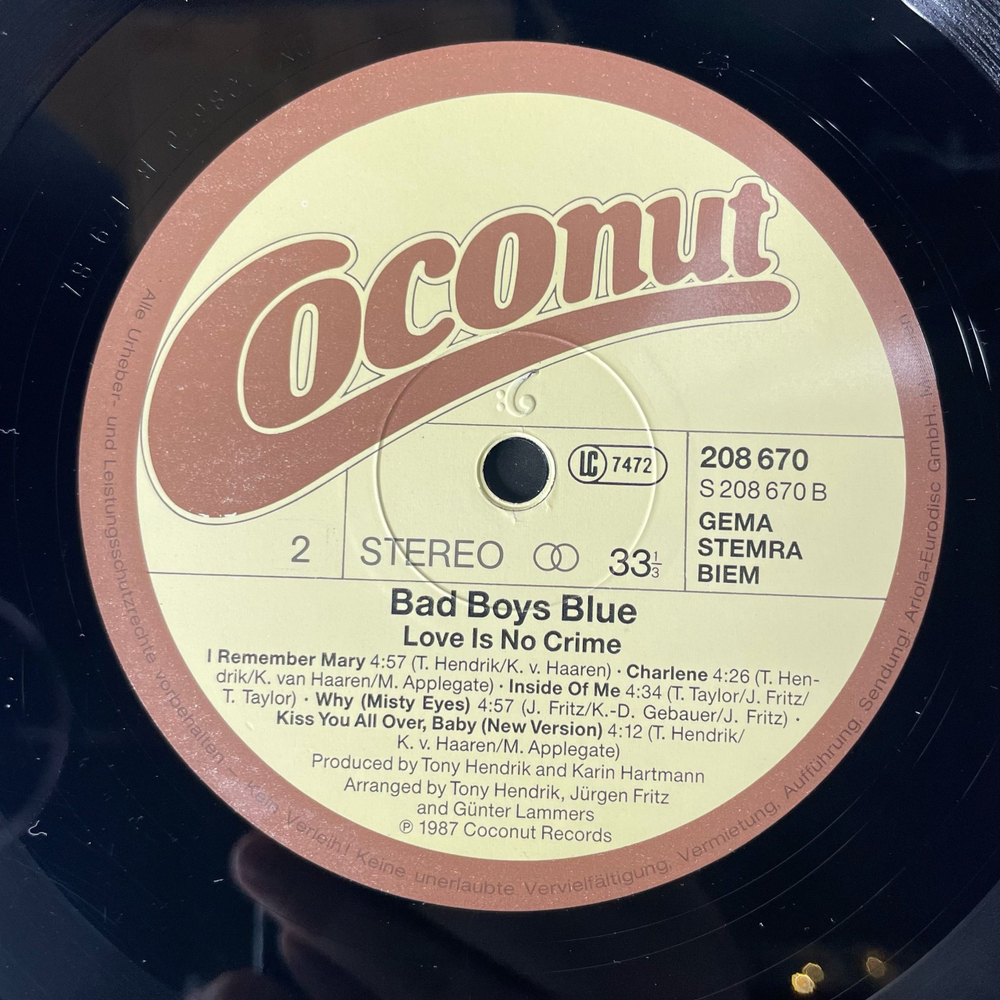 Coconut
LC 7472
208 670
S 208 670 B
GEMA
STEMRA
BIEM
2
STEREO
33 1/3
Bad Boys Blue
Love Is No Crime
I Remember Mary 4:57 (T. Hendrik/K. v. Haaren) · Charlene 4:26 (T. Hen-
drik/K. van Haaren/M. Applegate) · Inside Of Me 4:34 (T. Taylor/J. Fritz/
T. Taylor) · Why (Misty Eyes) 4:57 (J. Fritz/K.-D. Gebauer/J. Fritz) ·
Kiss You All Over, Baby (New Version) 4:12 (T. Hendrik/
K. v. Haaren/M. Applegate)
Produced by Tony Hendrik and Karin Hartmann
Arranged by Tony Hendrik, Jürgen Fritz
and Günter Lammers
℗ 1987 Coconut Records
Alle Urheber- und Leistungsschutzrechte vorbehalten – Kein Verleih! Keine unerlaubte Vervielfältigung, Vermietung, Aufführung, Sendung! Ariola-Eurodisc GmbH.,